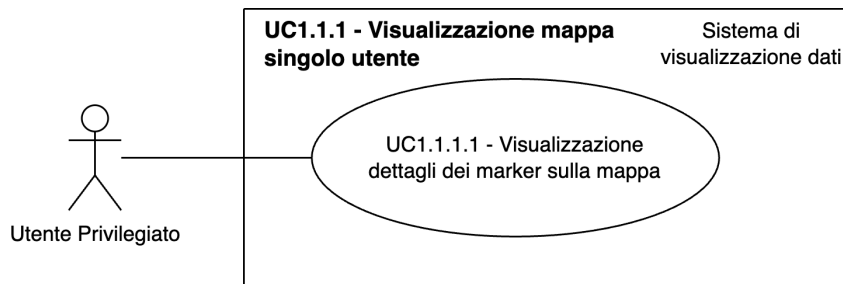 UC1.1.1 - Visualizzazione mappa
singolo utente
Sistema di
visualizzazione dati
UC1.1.1.1 - Visualizzazione
dettagli dei marker sulla mappa
Utente Privilegiato